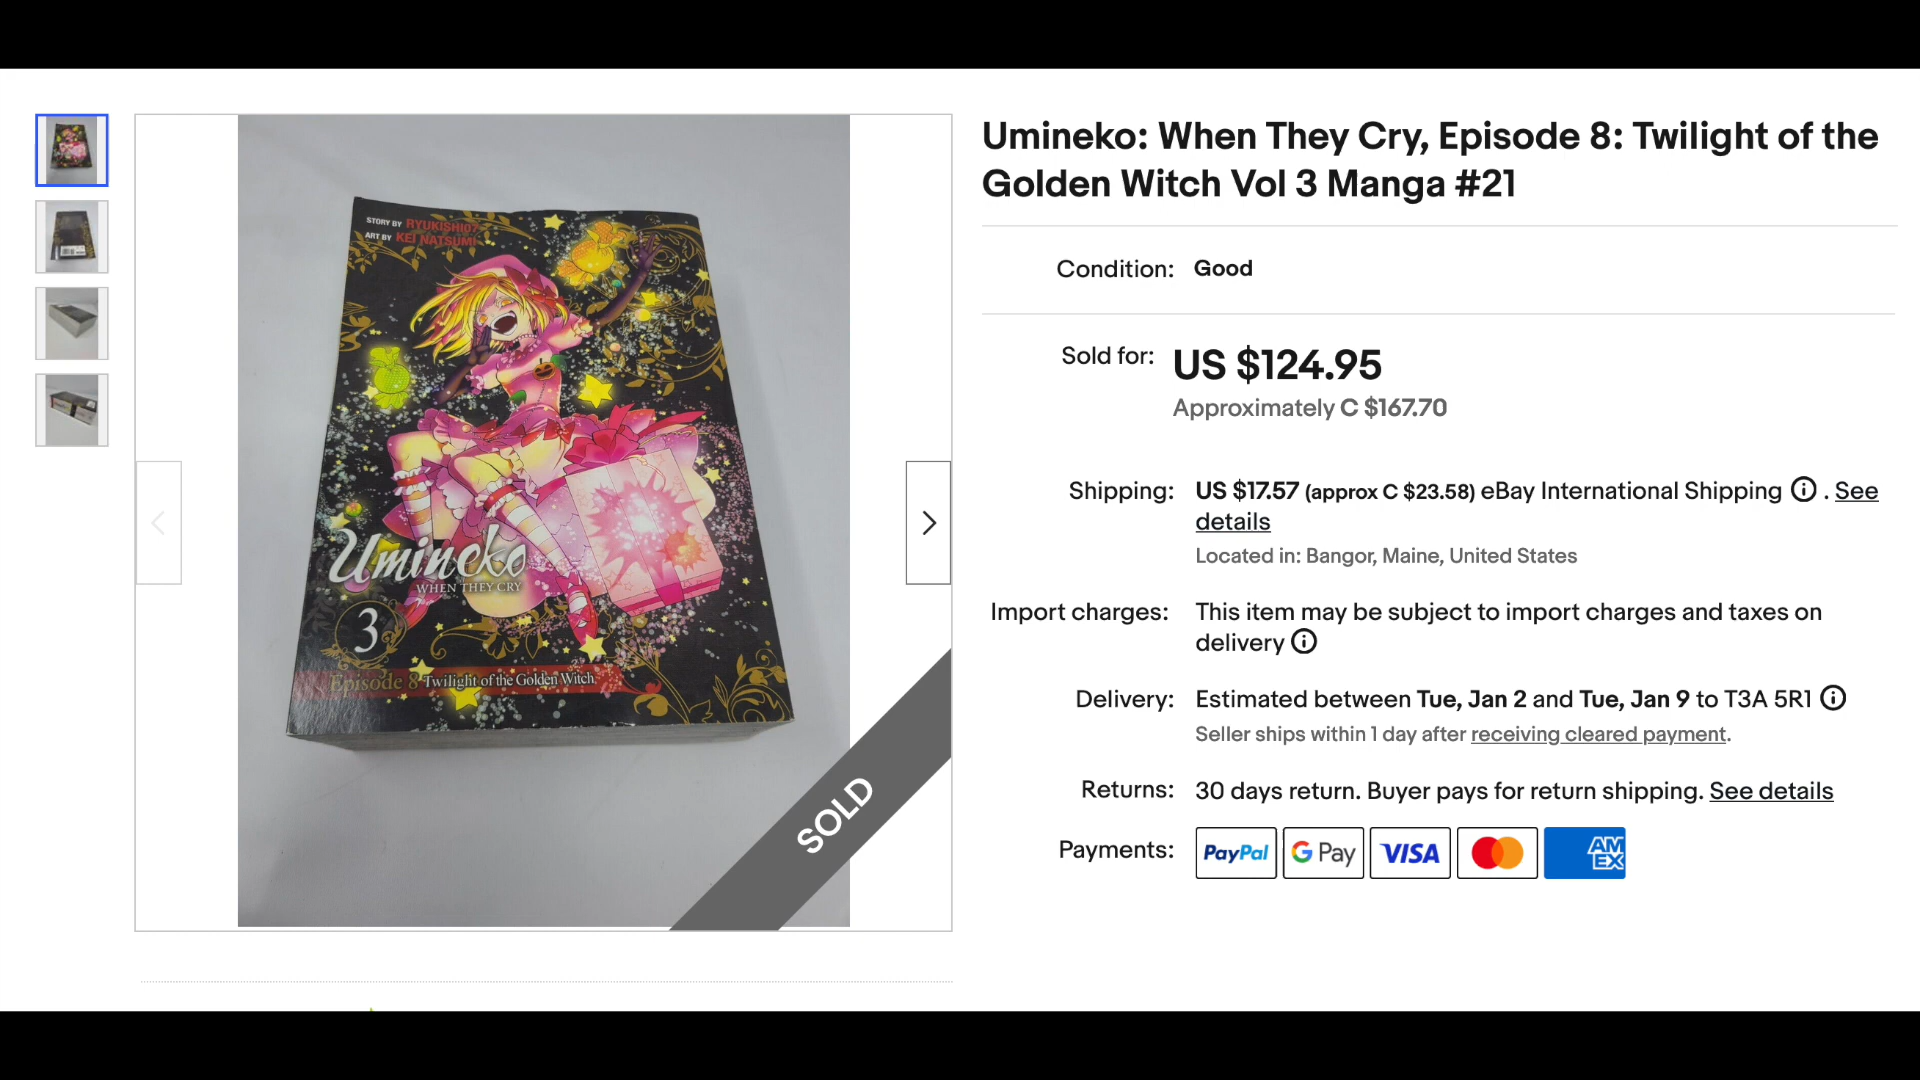 STORY BY RYUKISHI07
ART BY KEI NATSUMI
Umineko
WHEN THEY CRY
3
Episode 8 Twilight of the Golden Witch
SOLD
Umineko: When They Cry, Episode 8: Twilight of the
Golden Witch Vol 3 Manga #21
Condition: Good
Sold for: US $124.95
Approximately C $167.70
Shipping: US $17.57 (approx C $23.58) eBay International Shipping . See
details
Located in: Bangor, Maine, United States
Import charges: This item may be subject to import charges and taxes on
delivery
Delivery: Estimated between Tue, Jan 2 and Tue, Jan 9 to T3A 5R1
Seller ships within 1 day after receiving cleared payment.
Returns: 30 days return. Buyer pays for return shipping. See details
Payments: PayPal G Pay VISA AM
EX